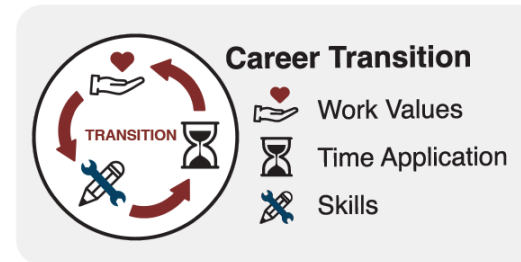 Career Transition
TRANSITION
Work Values
Time Application
Skills